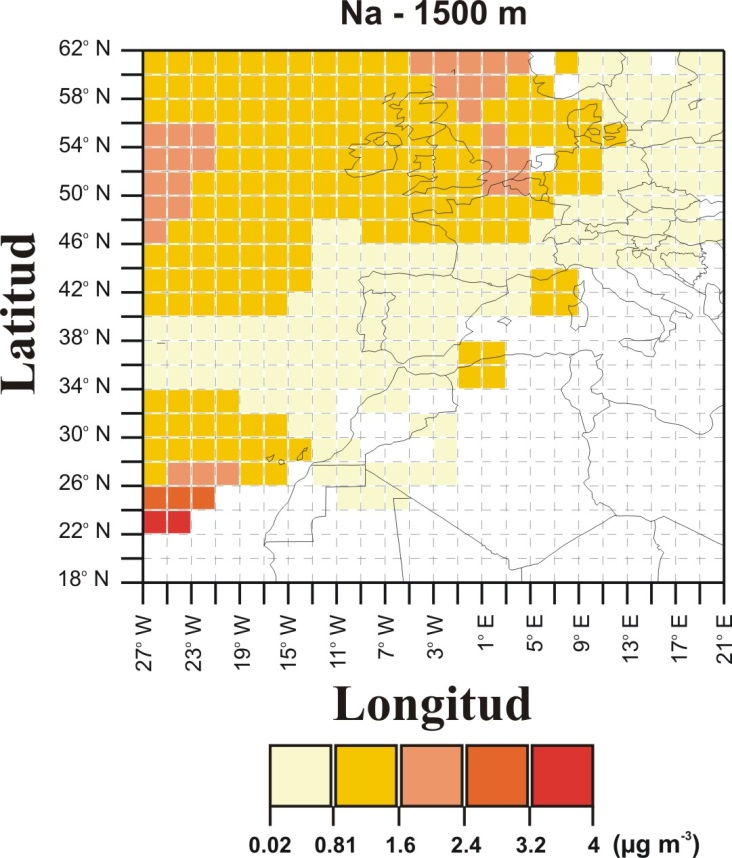 Na - 1500 m
62° N
58° N
54° N
50° N
46° N
42° N
38° N
34° N
30° N
26° N
22° N
18° N
Latitud
27° W 23° W 19° W 15° W 11° W 7° W 3° W 1° E 5° E 9° E 13° E 17° E 21° E
Longitud
0.02 0.81 1.6 2.4 3.2 4 (µg m⁻³)